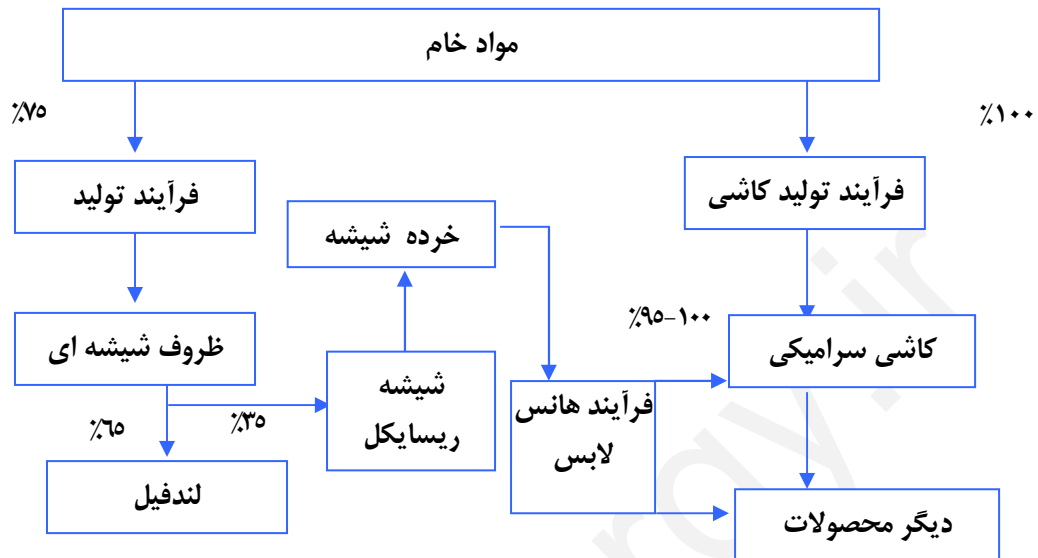 مواد خام
٪۷۵
٪۱۰۰
فرآیند تولید
فرآیند تولید کاشی
خرده شیشه
ظروف شیشه ای
٪۹۵-۱۰۰
کاشی سرامیکی
شیشه
ریسایکل
فرآیند هانس
لابس
٪۶۵
٪۳۵
لندفیل
دیگر محصولات